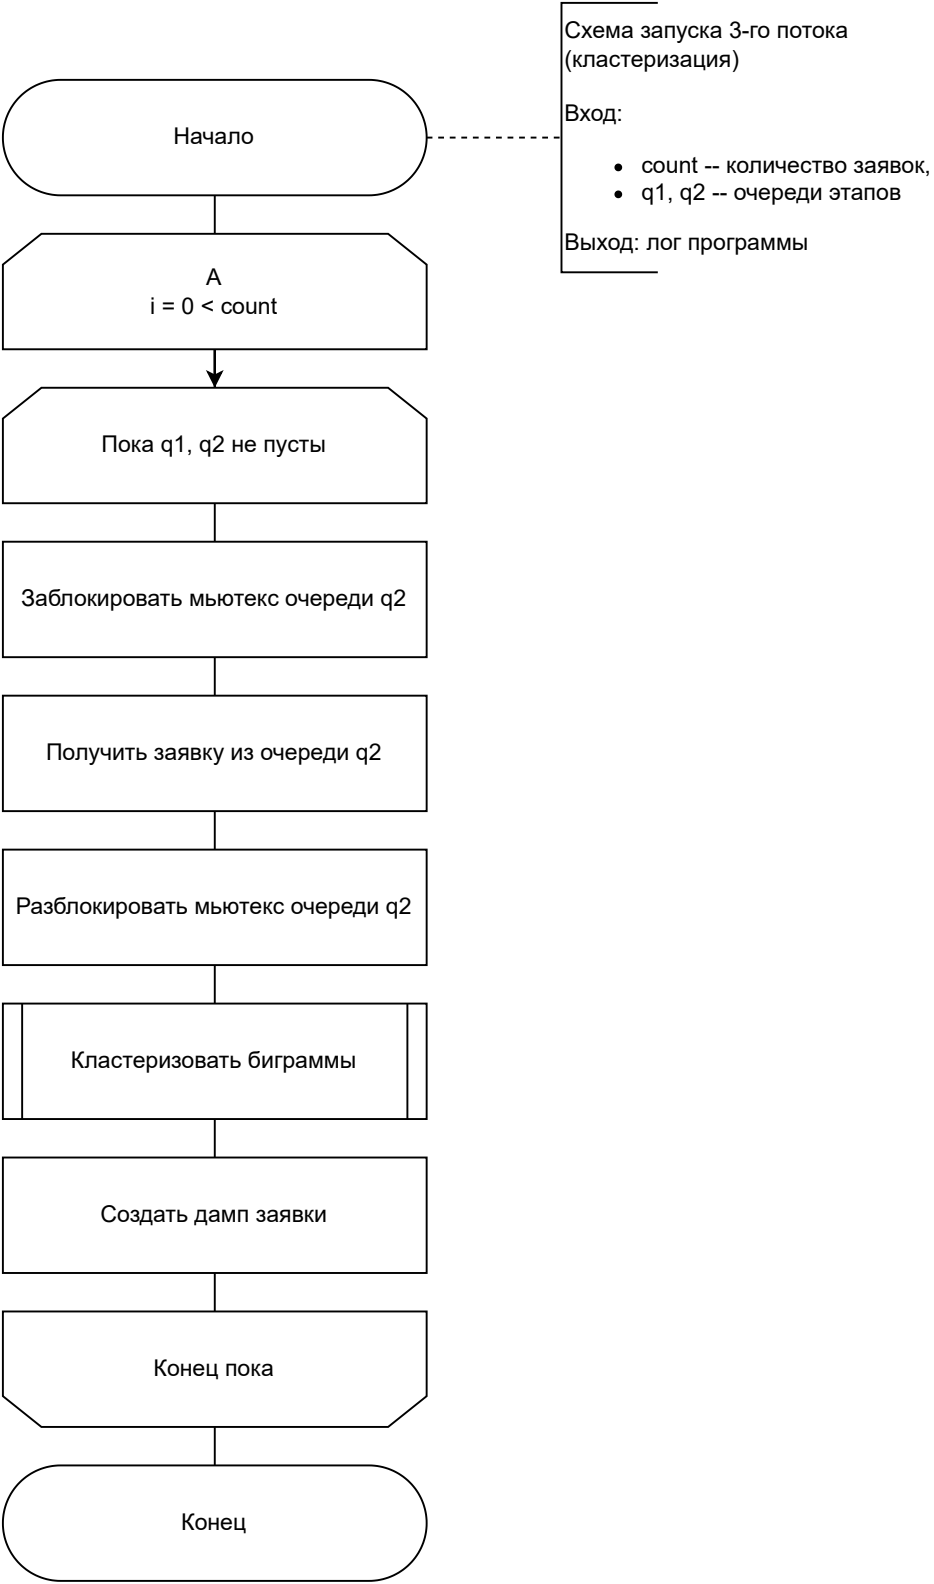 Схема запуска 3-го потока
(кластеризация)
Вход:
• count -- количество заявок,
• q1, q2 -- очереди этапов
Выход: лог программы
Начало
A
i = 0 < count
Пока q1, q2 не пусты
Заблокировать мьютекс очереди q2
Получить заявку из очереди q2
Разблокировать мьютекс очереди q2
Кластеризовать биграммы
Создать дамп заявки
Конец пока
Конец